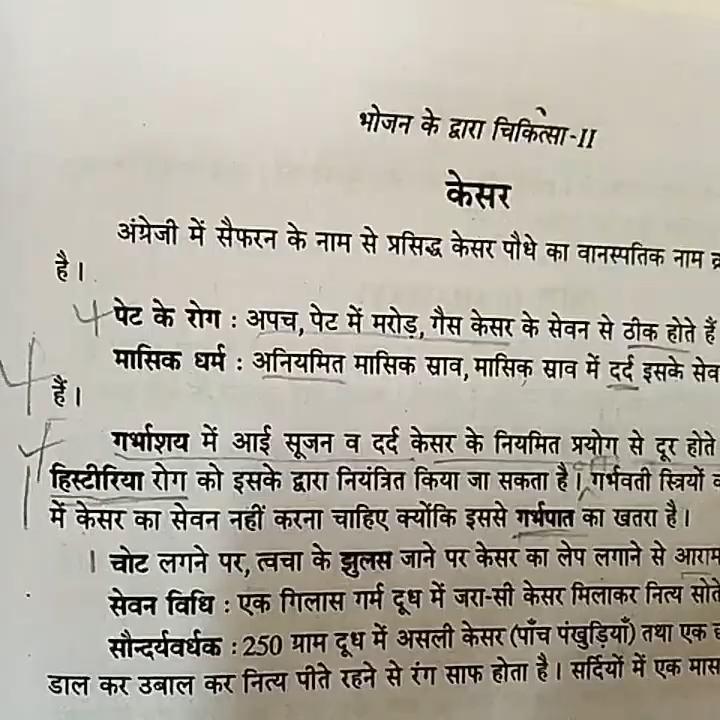 भोजन के द्वारा चिकित्सा-II
केसर
अंग्रेजी में सैफरन के नाम से प्रसिद्ध केसर पौधे का वानस्पतिक नाम
है।
पेट के रोग : अपच, पेट में मरोड़, गैस केसर के सेवन से ठीक होते हैं
मासिक धर्म : अनियमित मासिक स्राव, मासिक स्राव में दर्द इसके सेव
हैं।
गर्भाशय में आई सूजन व दर्द केसर के नियमित प्रयोग से दूर होते
हिस्टीरिया रोग को इसके द्वारा नियंत्रित किया जा सकता है। गर्भवती स्त्रियों
में केसर का सेवन नहीं करना चाहिए क्योंकि इससे गर्भपात का खतरा है।
चोट लगने पर, त्वचा के झुलस जाने पर केसर का लेप लगाने से आराम
सेवन विधि : एक गिलास गर्म दूध में जरा-सी केसर मिलाकर नित्य सोते
सौन्दर्यवर्धक : 250 ग्राम दूध में असली केसर (पाँच पंखुड़ियाँ) तथा एक
डाल कर उबाल कर नित्य पीते रहने से रंग साफ होता है। सर्दियों में एक मास